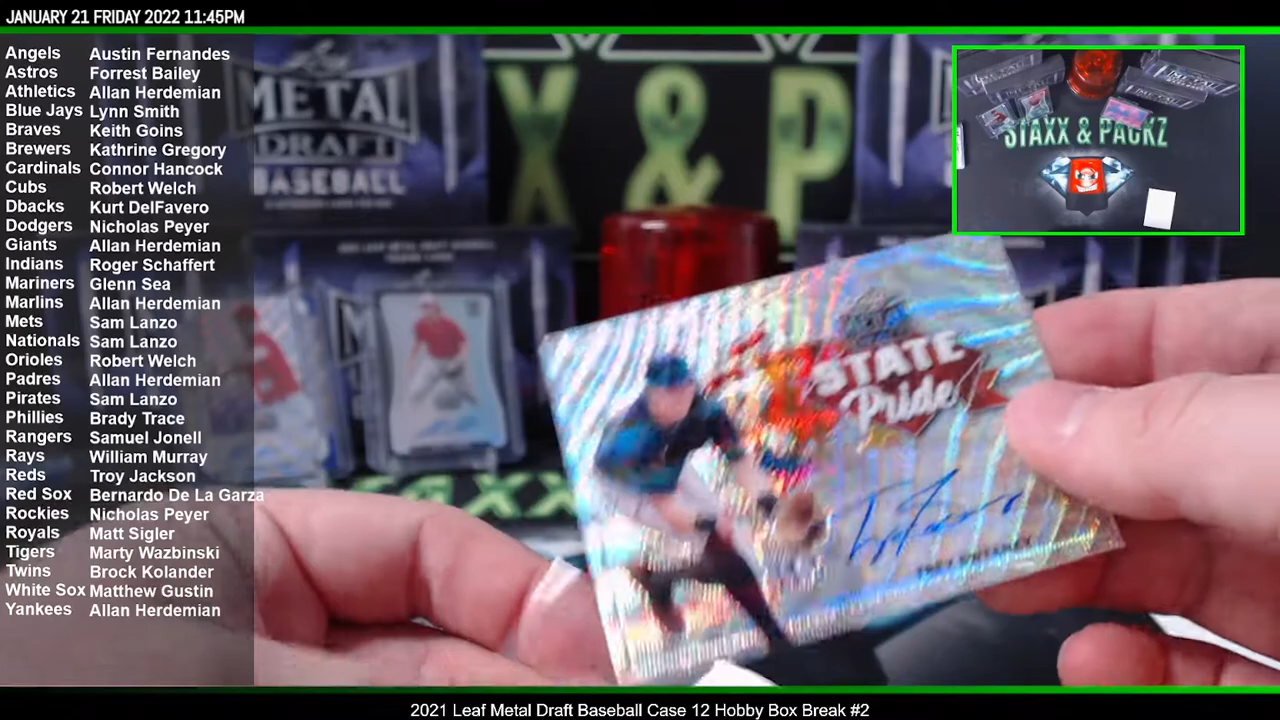 JANUARY 21 FRIDAY 2022 11:45PM
Angels Austin Fernandes
Astros Forrest Bailey
Athletics Allan Herdemian
Blue Jays Lynn Smith
Braves Keith Goins
Brewers Kathrine Gregory
Cardinals Connor Hancock
Cubs Robert Welch
Dbacks Kurt DelFavero
Dodgers Nicholas Peyer
Giants Allan Herdemian
Indians Roger Schaffert
Mariners Glenn Sea
Marlins Allan Herdemian
Mets Sam Lanzo
Nationals Sam Lanzo
Orioles Robert Welch
Padres Allan Herdemian
Pirates Sam Lanzo
Phillies Brady Trace
Rangers Samuel Jonell
Rays William Murray
Reds Troy Jackson
Red Sox Bernardo De La Garza
Rockies Nicholas Peyer
Royals Matt Sigler
Tigers Marty Wazbinski
Twins Brock Kolander
White Sox Matthew Gustin
Yankees Allan Herdemian
METAL
DRAFT
BASEBALL
X & P
STAXX & PACKZ
STATE
Pride
2021 Leaf Metal Draft Baseball Case 12 Hobby Box Break #2